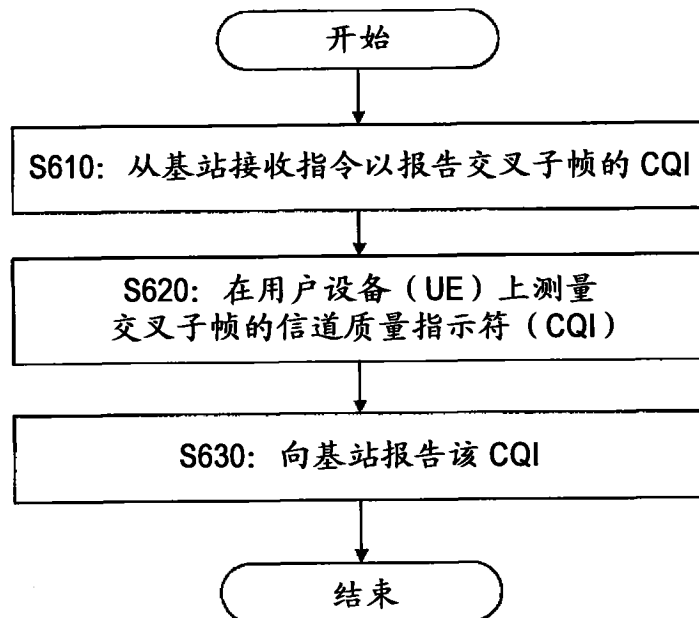 开始
S610: 从基站接收指令以报告交叉子帧的 CQI
S620: 在用户设备（UE）上测量
交叉子帧的信道质量指示符（CQI）
S630: 向基站报告该 CQI
结束